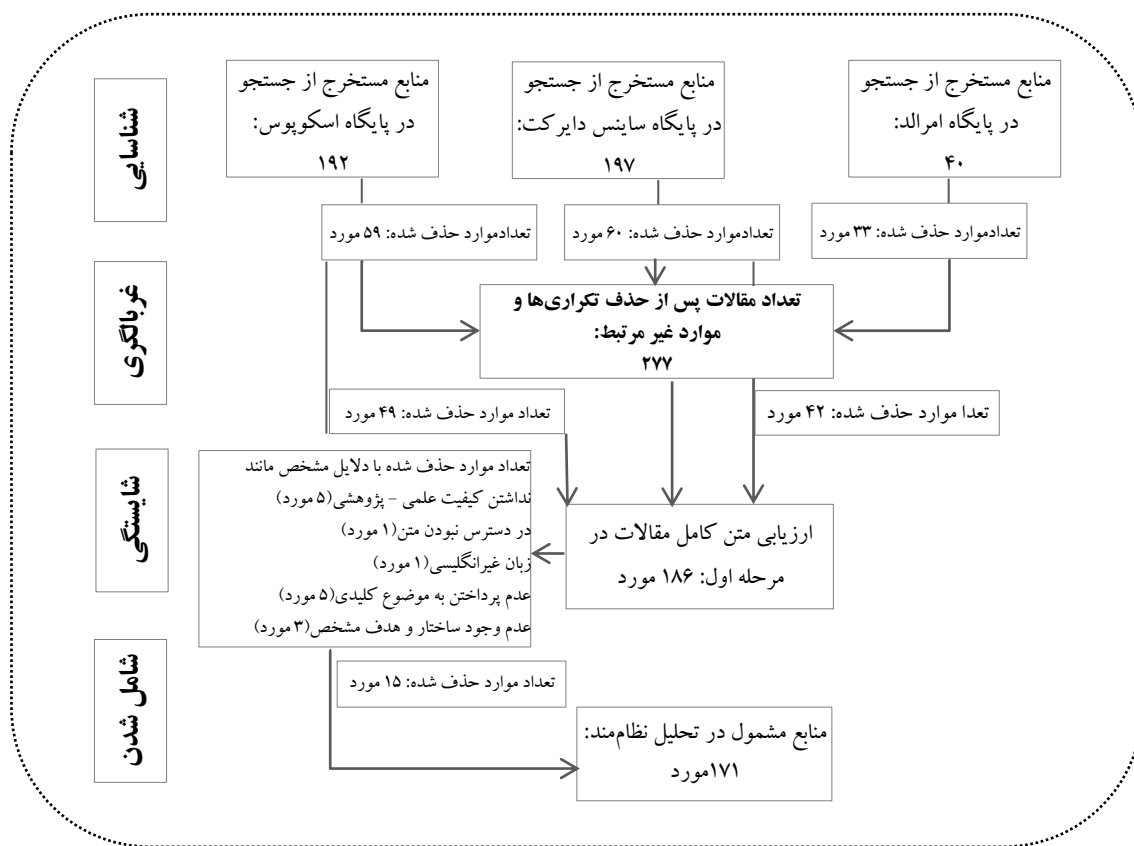 شناسایی
منابع مستخرج از جستجو
در پایگاه امرالد:
۴۰
منابع مستخرج از جستجو
در پایگاه ساینس دایرکت:
۱۹۷
منابع مستخرج از جستجو
در پایگاه اسکوپوس:
۱۹۲
تعدادموارد حذف شده: ۳۳ مورد
تعدادموارد حذف شده: ۶۰ مورد
تعدادموارد حذف شده: ۵۹ مورد
غربالگری
تعداد مقالات پس از حذف تکراری‌ها و
موارد غیر مرتبط:
۲۷۷
تعدا موارد حذف شده: ۴۲ مورد
تعداد موارد حذف شده: ۴۹ مورد
شایستگی
ارزیابی متن کامل مقالات در
مرحله اول: ۱۸۶ مورد
تعداد موارد حذف شده با دلایل مشخص مانند
نداشتن کیفیت علمی - پژوهشی(۵ مورد)
در دسترس نبودن متن(۱ مورد)
زبان غیرانگلیسی(۱ مورد)
عدم پرداختن به موضوع کلیدی(۵ مورد)
عدم وجود ساختار و هدف مشخص(۳ مورد)
تعداد موارد حذف شده: ۱۵ مورد
شامل شدن
منابع مشمول در تحلیل نظام‌مند:
۱۷۱مورد